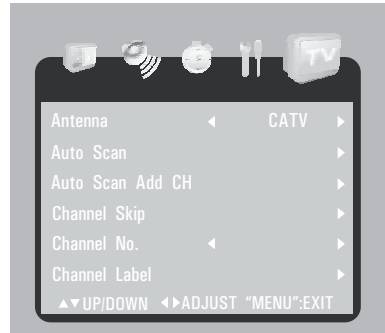 TV
Antenna ◀ CATV ▶
Auto Scan ▶
Auto Scan Add CH ▶
Channel Skip ▶
Channel No. ◀ ▶
Channel Label ▶
▲▼UP/DOWN ◀▶ADJUST “MENU”:EXIT